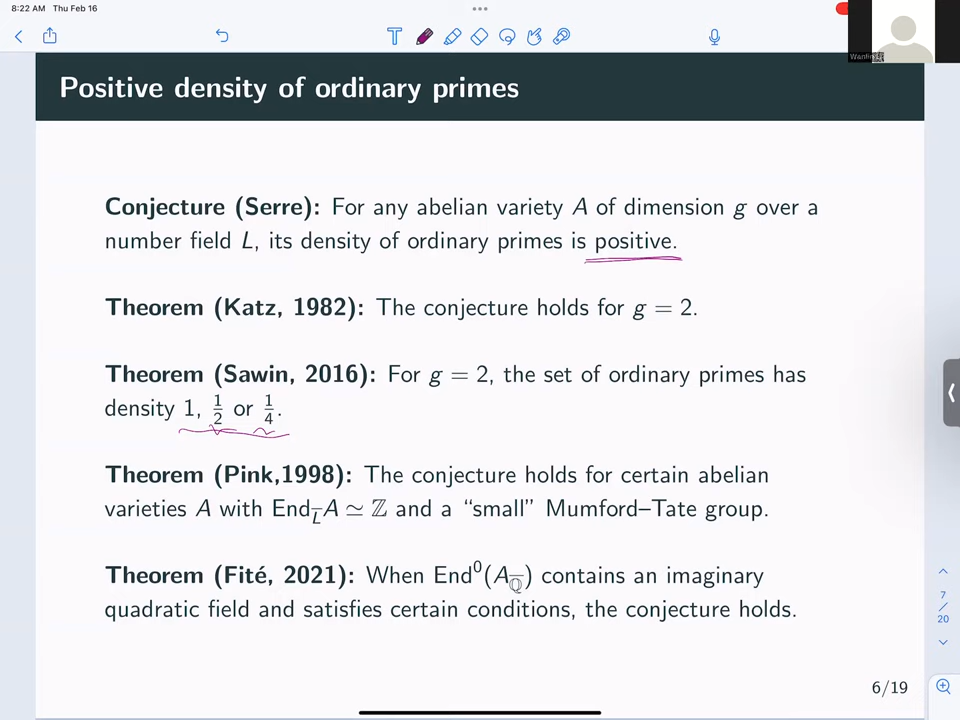 8:22 AM Thu Feb 16
Positive density of ordinary primes
Conjecture (Serre): For any abelian variety A of dimension g over a
number field L, its density of ordinary primes is positive.
Theorem (Katz, 1982): The conjecture holds for g = 2.
Theorem (Sawin, 2016): For g = 2, the set of ordinary primes has
density 1, 1/2 or 1/4.
Theorem (Pink,1998): The conjecture holds for certain abelian
varieties A with End_L̅ A ≃ ℤ and a “small” Mumford–Tate group.
Theorem (Fité, 2021): When End⁰(A_ℚ̅) contains an imaginary
quadratic field and satisfies certain conditions, the conjecture holds.
7
/
20
6/19